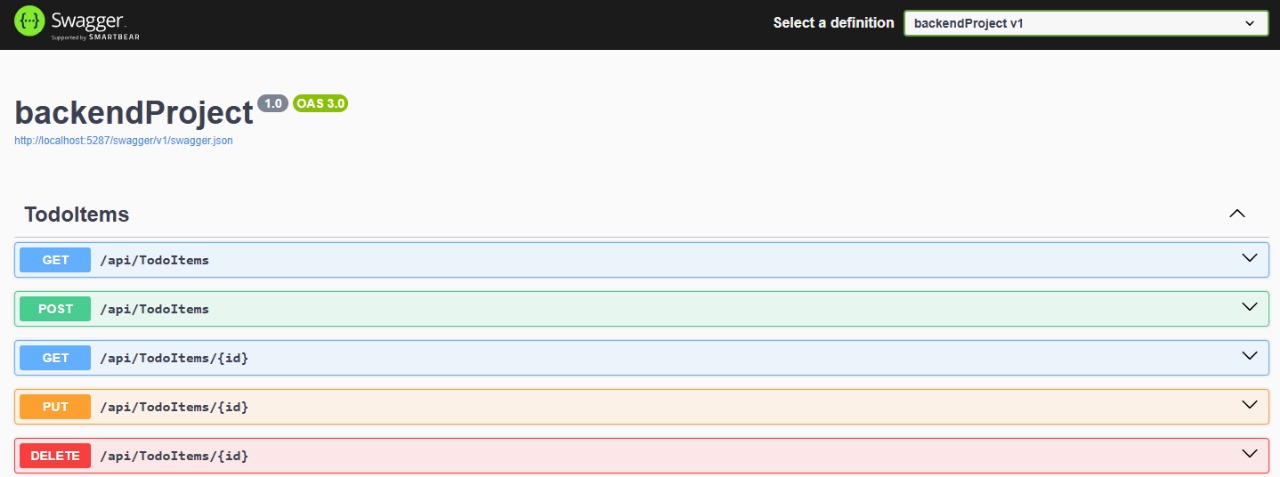 {···} Swagger.
Supported by SMARTBEAR
Select a definition backendProject v1
backendProject 1.0 OAS 3.0
http://localhost:5287/swagger/v1/swagger.json
TodoItems
GET /api/TodoItems
POST /api/TodoItems
GET /api/TodoItems/{id}
PUT /api/TodoItems/{id}
DELETE /api/TodoItems/{id}